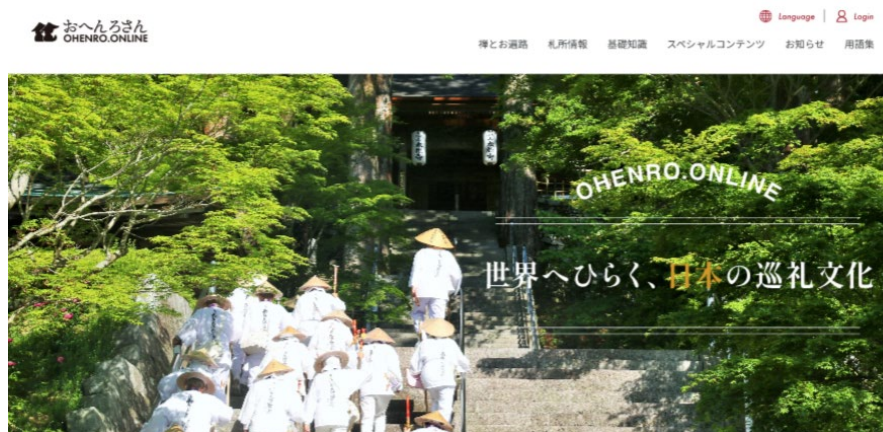 おへんろさん
OHENRO.ONLINE
Language
Login
禅とお遍路 札所情報 基礎知識 スペシャルコンテンツ お知らせ 用語集
OHENRO.ONLINE
世界へひらく、日本の巡礼文化